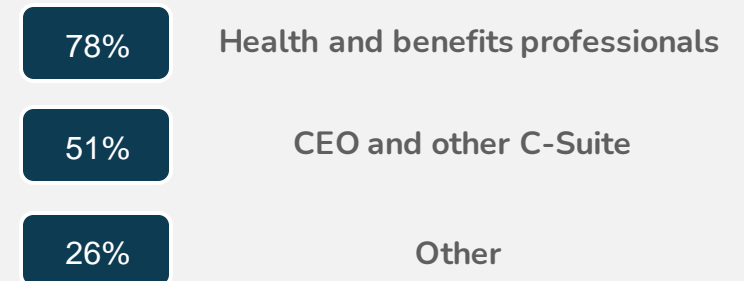 78% Health and benefits professionals
51% CEO and other C-Suite
26% Other